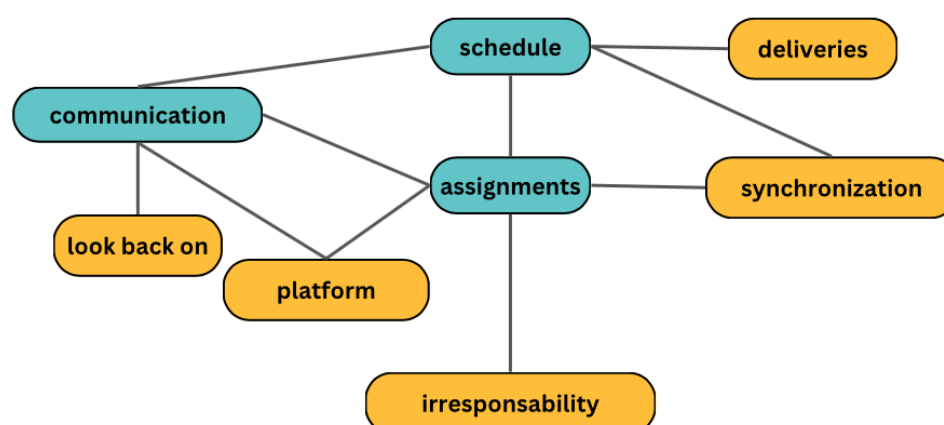 schedule
deliveries
communication
assignments
synchronization
look back on
platform
irresponsability